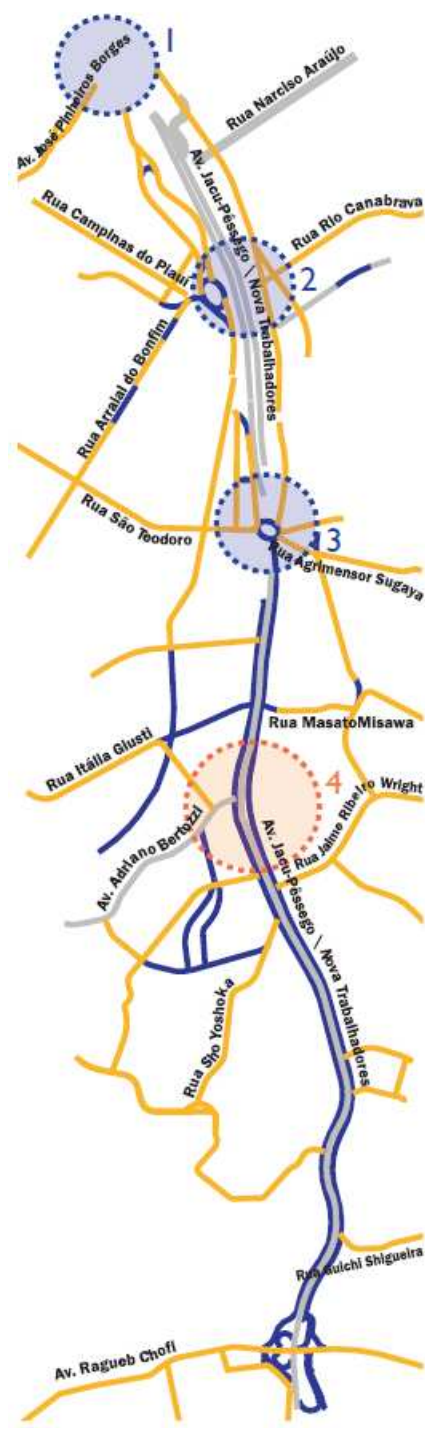 1
Av. José Pinheiros Borges
Rua Narciso Araújo
Av. Jacu-Pêssego \ Nova Trabalhadores
Rua Campinas do Piauí
Rua Rio Canabrava
2
Rua Arraial do Bonfim
Rua São Teodoro
13
Rua Agrimensor Sugaya
Rua MasatoMisawa
Rua Itália Giusti
4
Rua Jaime Ribeiro Wright
Av. Adriano Bertozzi
Av. Jacu-Pêssego \ Nova Trabalhadores
Rua Sho Yoshoka
Rua Guichi Shigueira
Av. Ragueb Chofi